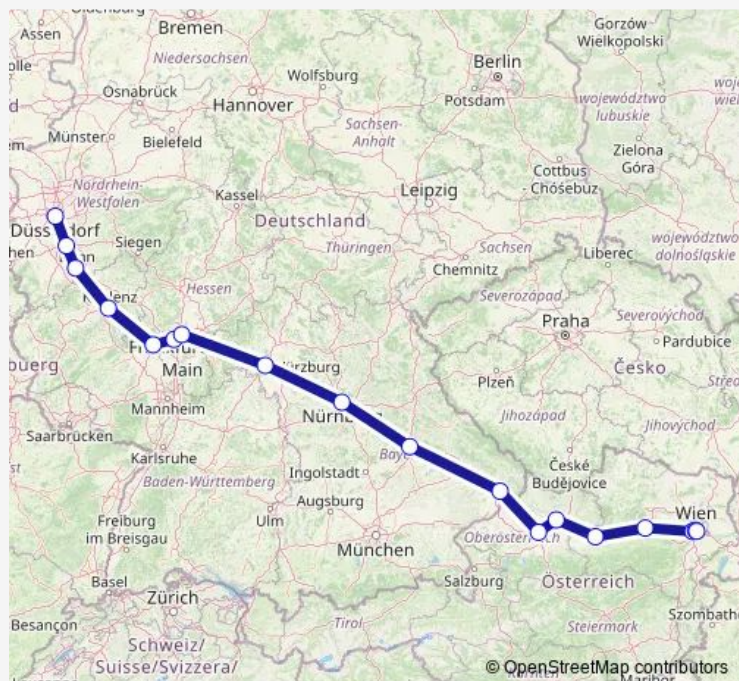 Oldenburg
Assen
Bremen
Gorzów
Wielkopolski
Niedersachsen
Berlin
Wolfsburg
Osnabrück
Hannover
Potsdam
województwo
lubuskie
Münster
Bielefeld
Sachsen-
Anhalt
Zielona
Góra
Cottbus
- Chóśebuz
Nordrhein-
Westfalen
Kassel
Leipzig
Deutschland
województwo
dolnośląskie
Siegen
Thüringen
Sachsen
Liberec
Chemnitz
Hessen
Severozápad
Severovýchod
Praha
Pardubice
Main
Česko
Plzeň
Mannheim
Jihozápad
Jihovýchod
Saarbrücken
Karlsruhe
Ingolstadt
České
Budějovice
Baden-Württemberg
Augsburg
Wien
Freiburg
im Breisgau
Ulm
München
Salzburg
Österreich
Basel
Zürich
Besançon
Tirol
Steiermark
Szombathely
Schweiz/
Suisse/Svizzera/
© OpenStreetMap contributors